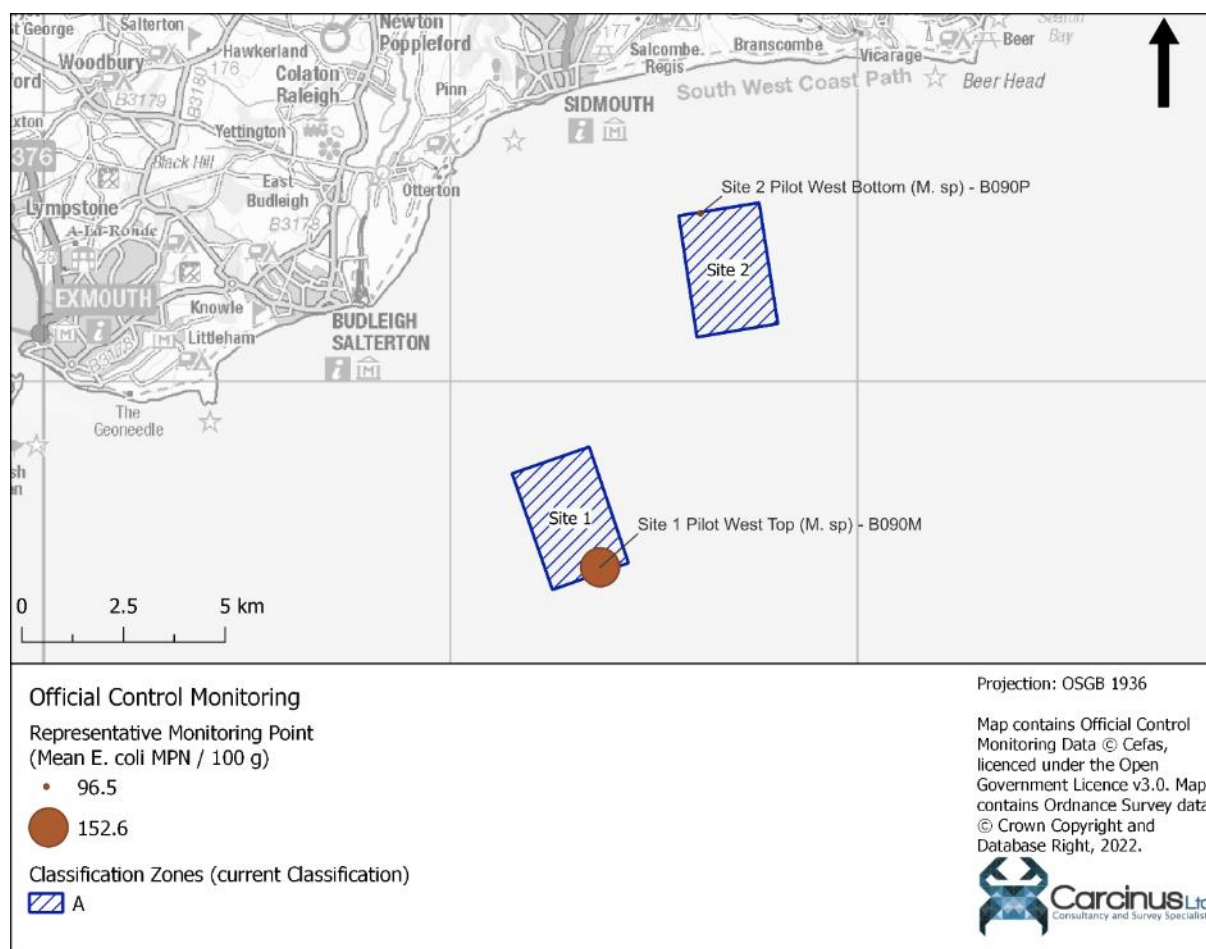 Salterton
Woodbury
Hawkerland
176
B3180
B3179
Colaton
Raleigh
Newton
Poppleford
177
Salcombe
Regis
Branscombe
Vicarage
Beer
Seaton
Bay
Beer Head
Pinn
SIDMOUTH
South West Coast Path
Yettington
Black Hill
376
East
Budleigh
B3178
Otterton
Lympstone
A-La-Ronde
EXMOUTH
Knowle
Littleham
B3178
BUDLEIGH
SALTERTON
The
Geoneedle
Site 2 Pilot West Bottom (M. sp) - B090P
Site 2
Site 1
Site 1 Pilot West Top (M. sp) - B090M
0 2.5 5 km
Official Control Monitoring
Representative Monitoring Point
(Mean E. coli MPN / 100 g)
96.5
152.6
Classification Zones (current Classification)
A
Projection: OSGB 1936
Map contains Official Control
Monitoring Data © Cefas,
licenced under the Open
Government Licence v3.0. Map
contains Ordnance Survey data
© Crown Copyright and
Database Right, 2022.
Carcinus Ltd
Consultancy and Survey Specialist